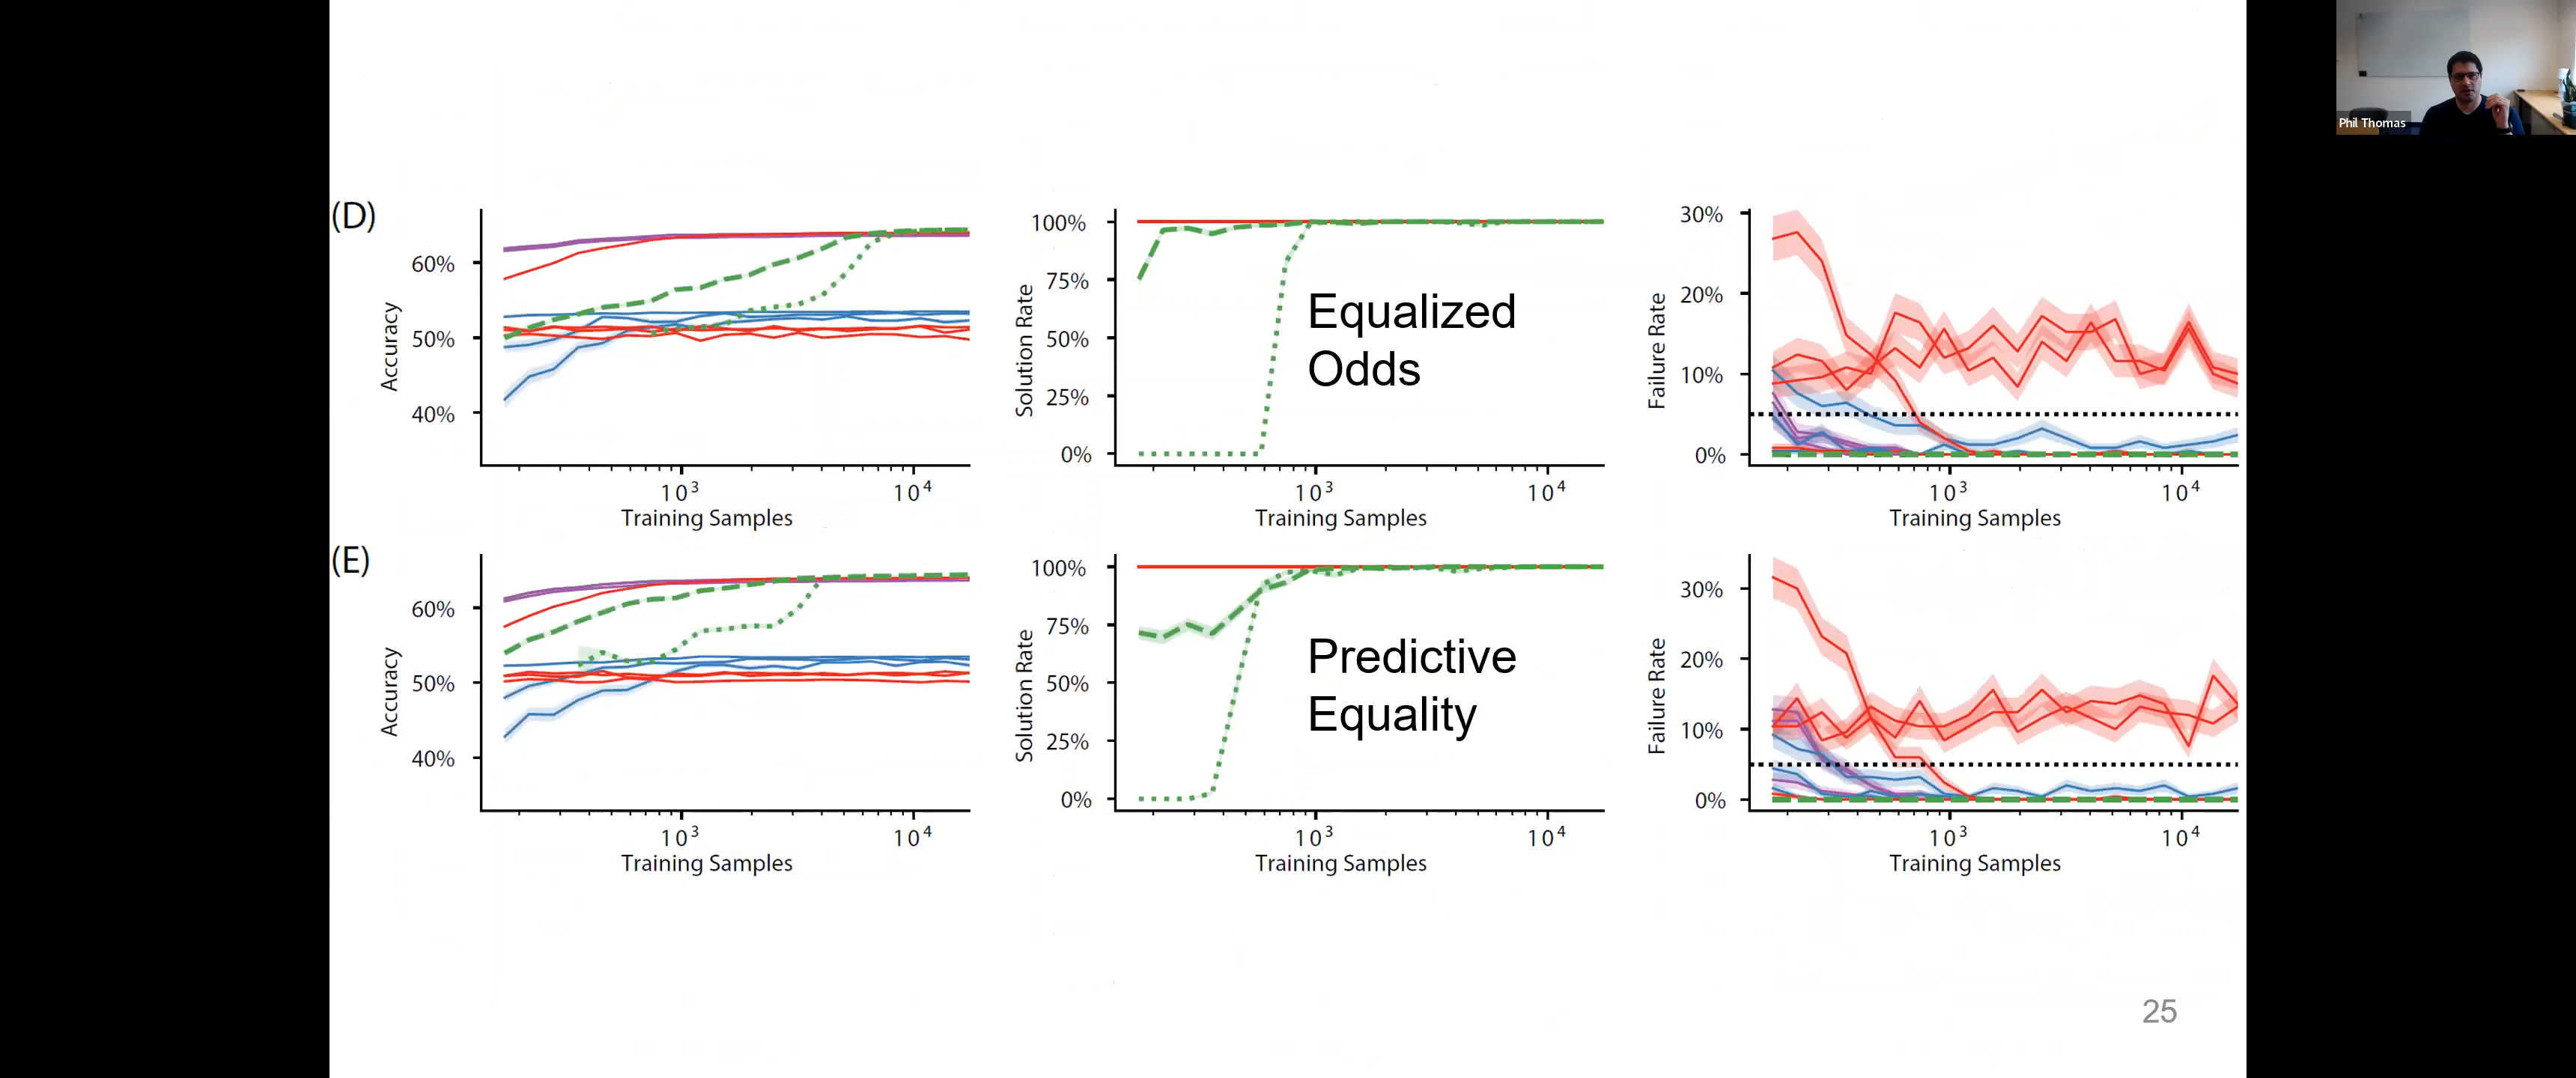 Phil Thomas
(D)
60%
50%
40%
Accuracy
10³
10⁴
Training Samples
100%
75%
50%
25%
0%
Solution Rate
Equalized
Odds
10³
10⁴
Training Samples
30%
20%
10%
0%
Failure Rate
10³
10⁴
Training Samples
(E)
60%
50%
40%
Accuracy
10³
10⁴
Training Samples
100%
75%
50%
25%
0%
Solution Rate
Predictive
Equality
10³
10⁴
Training Samples
30%
20%
10%
0%
Failure Rate
10³
10⁴
Training Samples
25